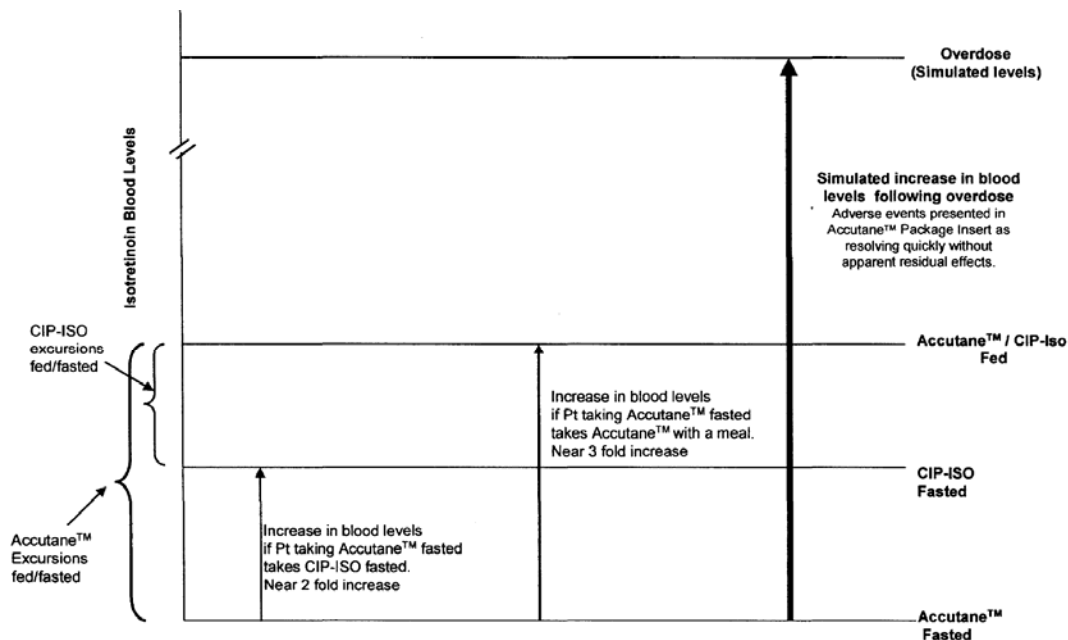 Overdose
(Simulated levels)
Isotretinoin Blood Levels
Simulated increase in blood
levels following overdose
Adverse events presented in
Accutane™ Package Insert as
resolving quickly without
apparent residual effects.
CIP-ISO
excursions
fed/fasted
Accutane™ / CIP-Iso
Fed
Increase in blood levels
if Pt taking Accutane™ fasted
takes Accutane™ with a meal.
Near 3 fold increase
CIP-ISO
Fasted
Accutane™
Excursions
fed/fasted
Increase in blood levels
if Pt taking Accutane™ fasted
takes CIP-ISO fasted.
Near 2 fold increase
Accutane™
Fasted